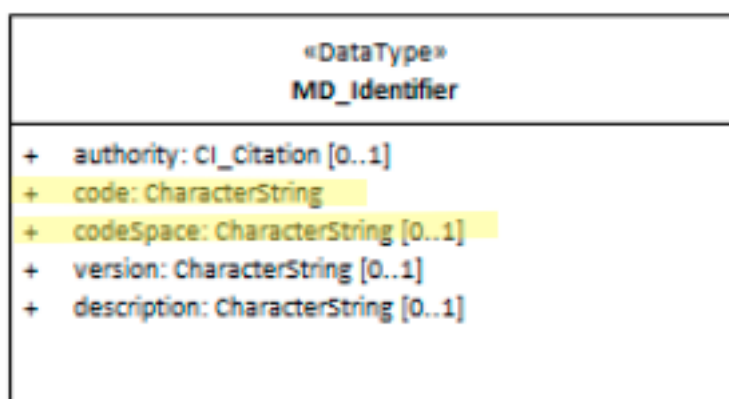 «DataType»
MD_Identifier
+ authority: CI_Citation [0..1]
+ code: CharacterString
+ codeSpace: CharacterString [0..1]
+ version: CharacterString [0..1]
+ description: CharacterString [0..1]